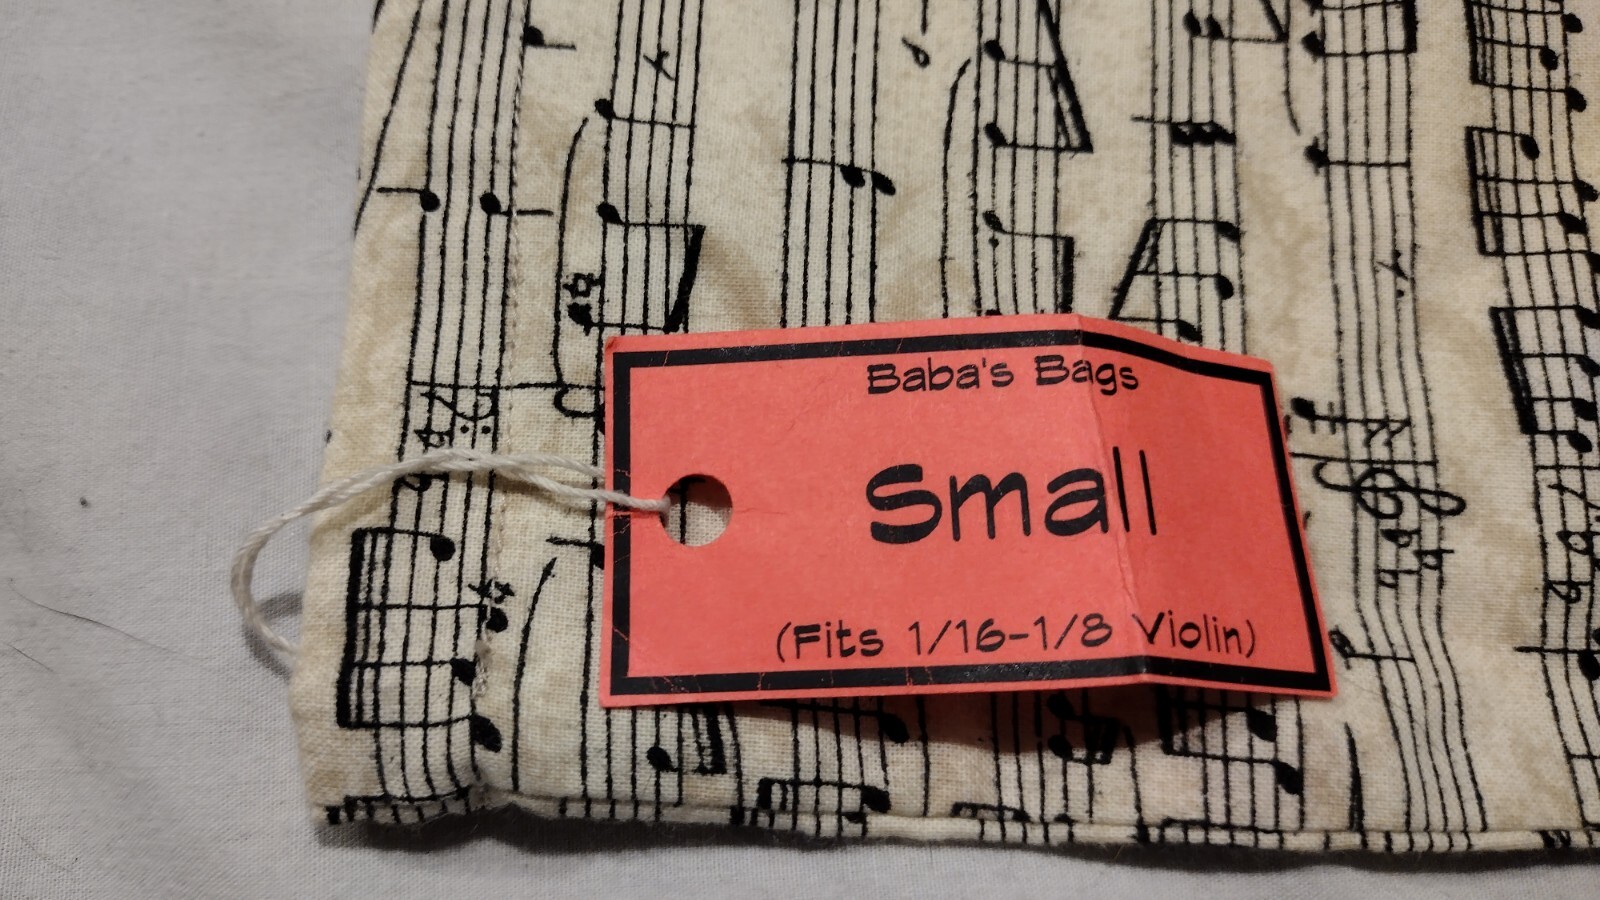 Baba's Bags
Small
(Fits 1/16-1/8 Violin)